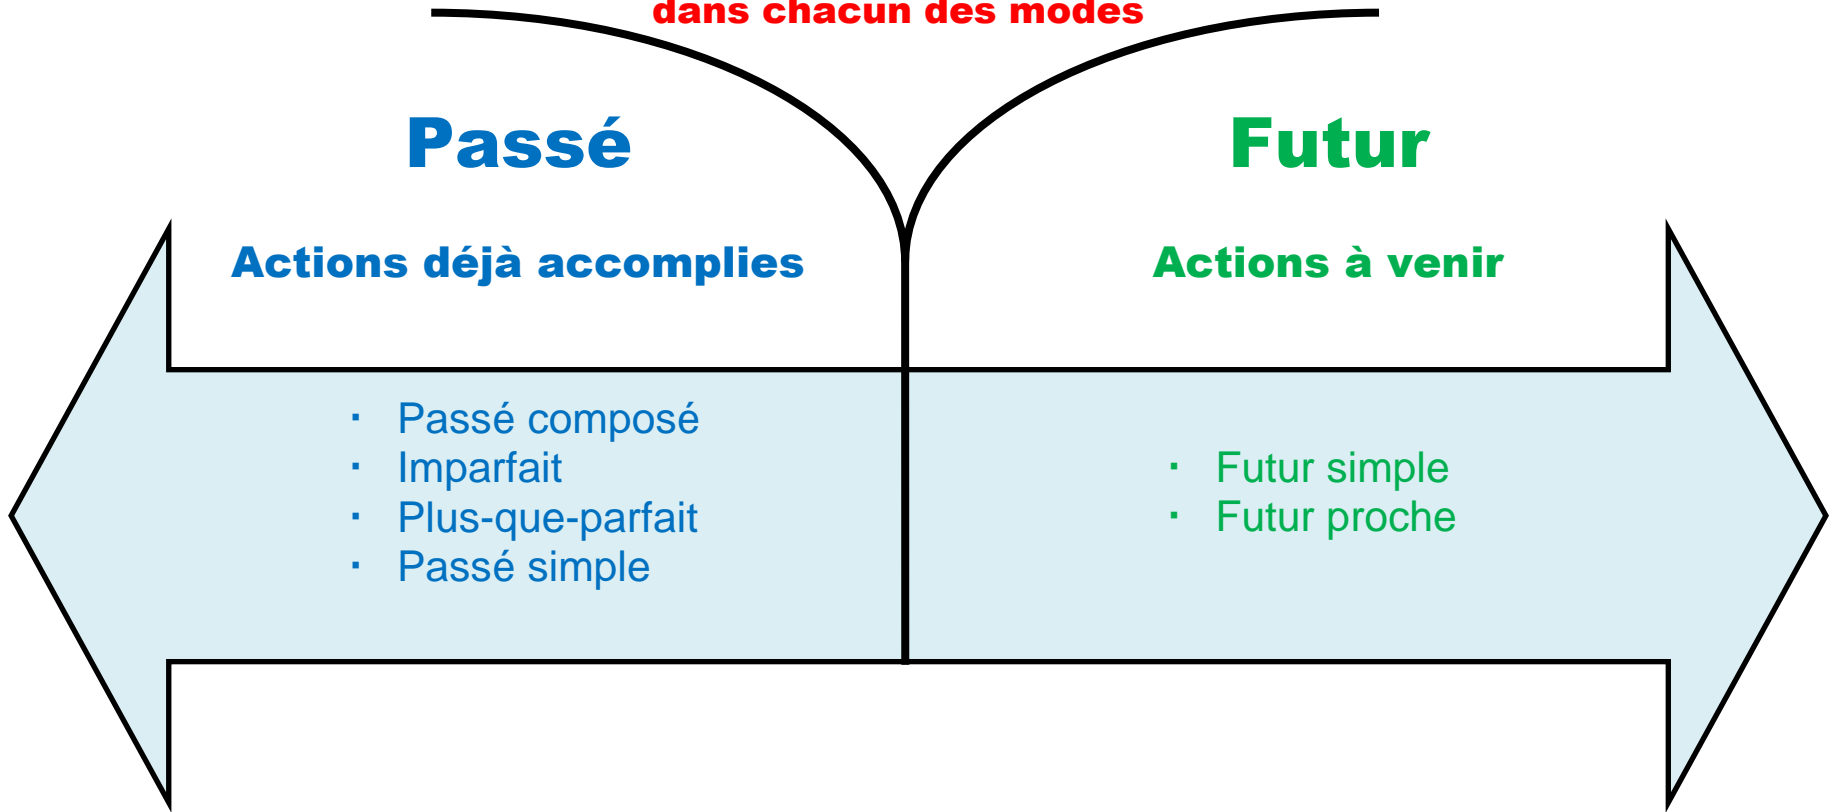 dans chacun des modes
Passé
Futur
Actions déjà accomplies
Actions à venir
· Passé composé
· Imparfait
· Plus-que-parfait
· Passé simple
· Futur simple
· Futur proche